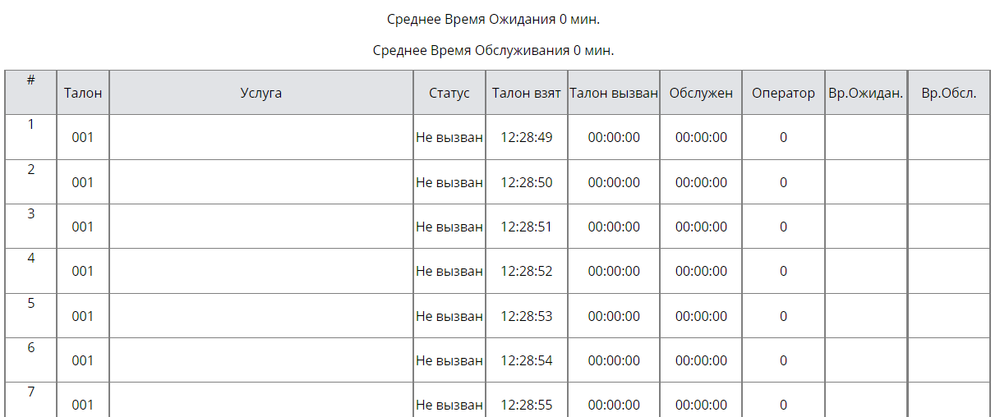 Среднее Время Ожидания 0 мин.
Среднее Время Обслуживания 0 мин.
# Талон Услуга Статус Талон взят Талон вызван Обслужен Оператор Вр.Ожидан. Вр.Обсл.
1 001 Не вызван 12:28:49 00:00:00 00:00:00 0
2 001 Не вызван 12:28:50 00:00:00 00:00:00 0
3 001 Не вызван 12:28:51 00:00:00 00:00:00 0
4 001 Не вызван 12:28:52 00:00:00 00:00:00 0
5 001 Не вызван 12:28:53 00:00:00 00:00:00 0
6 001 Не вызван 12:28:54 00:00:00 00:00:00 0
7 001 Не вызван 12:28:55 00:00:00 00:00:00 0